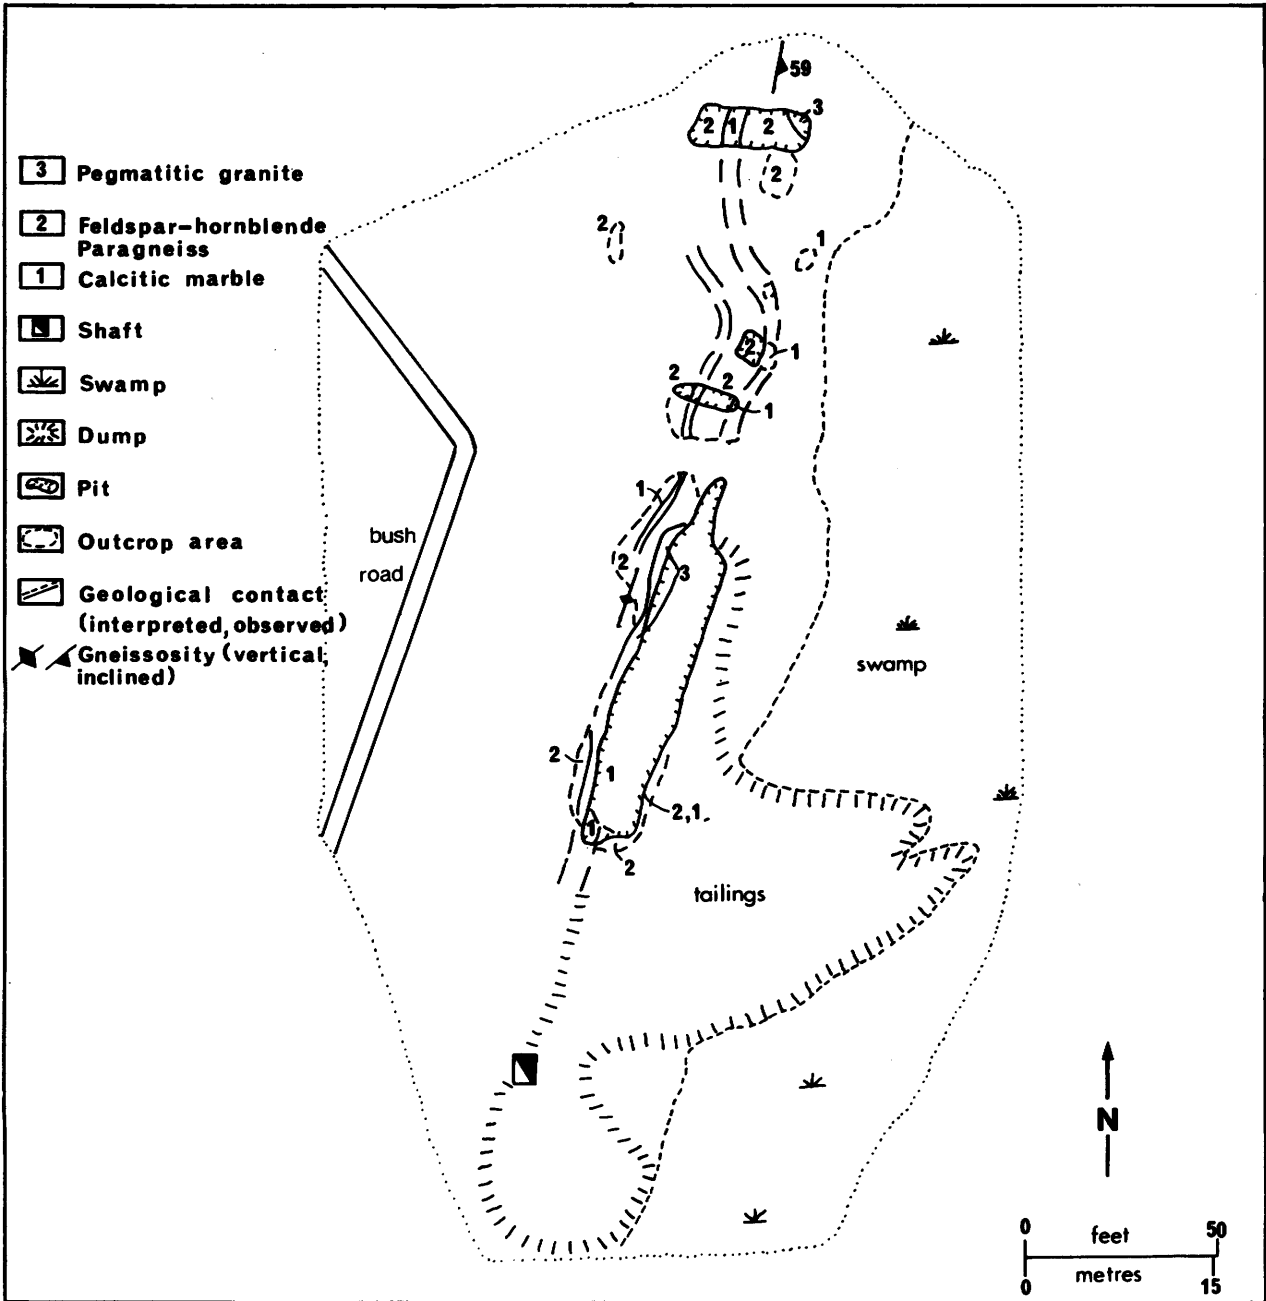 59
3
2 1 2
2
3 Pegmatitic granite
2 Feldspar-hornblende
Paragneiss
1 Calcitic marble
Shaft
Swamp
Dump
Pit
Outcrop area
Geological contact
(interpreted, observed)
Gneissosity (vertical,
inclined)
2
1
2
1
2
2
1
1
bush
road
2
3
swamp
2
1
2,1.
1
2
tailings
N
0 50
feet
metres
0 15